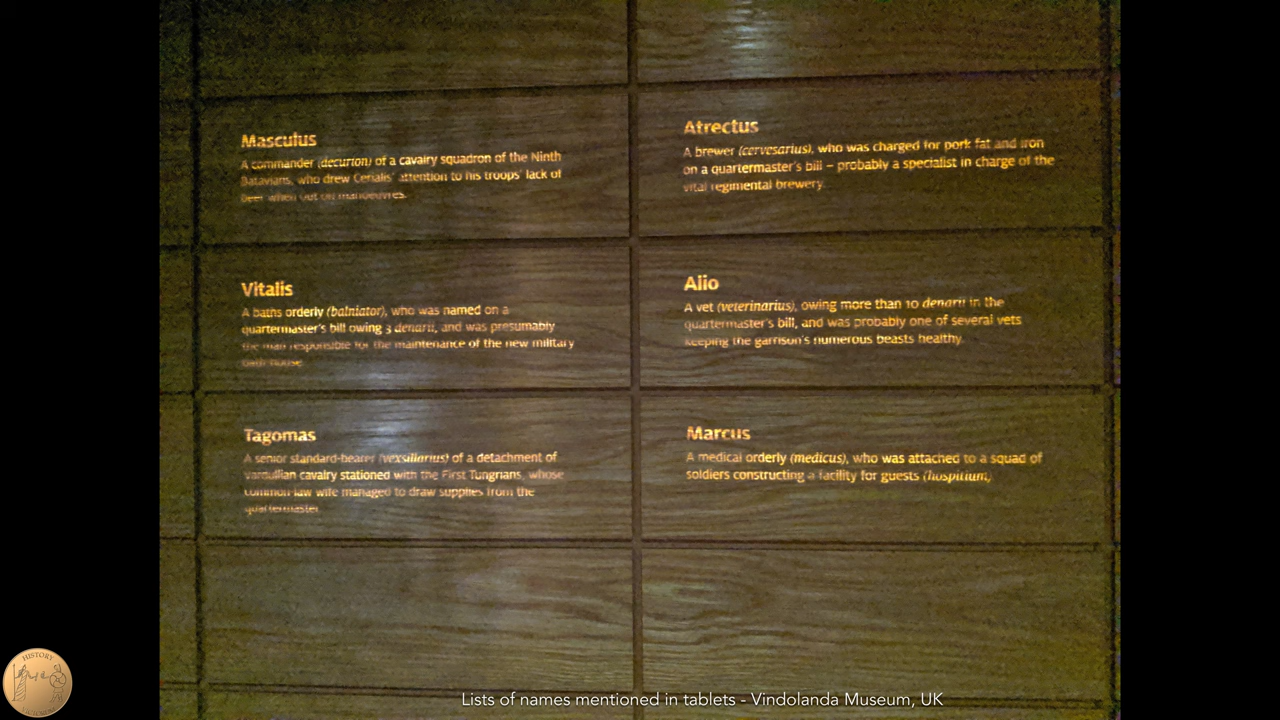 Masculus
A commander (decurion) of a cavalry squadron of the Ninth
Batavians, who drew Cerialis' attention to his troops' lack of
beer when out on manoeuvres.
Vitalis
A baths orderly (balniator), who was named on a
quartermaster's bill owing 3 denarii, and was presumably
the man responsible for the maintenance of the new military
bath-house.
Tagomas
A senior standard-bearer (vexsillarius) of a detachment of
Vardullian cavalry stationed with the First Tungrians, whose
common law wife managed to draw supplies from the
quartermaster.
Atrectus
A brewer (cervesarius), who was charged for pork fat and iron
on a quartermaster's bill – probably a specialist in charge of the
vital regimental brewery.
Alio
A vet (veterinarius), owing more than 10 denarii in the
quartermaster's bill, and was probably one of several vets
keeping the garrison's numerous beasts healthy.
Marcus
A medical orderly (medicus), who was attached to a squad of
soldiers constructing a facility for guests (hospitium)
HISTORY
Lists of names mentioned in tablets - Vindolanda Museum, UK